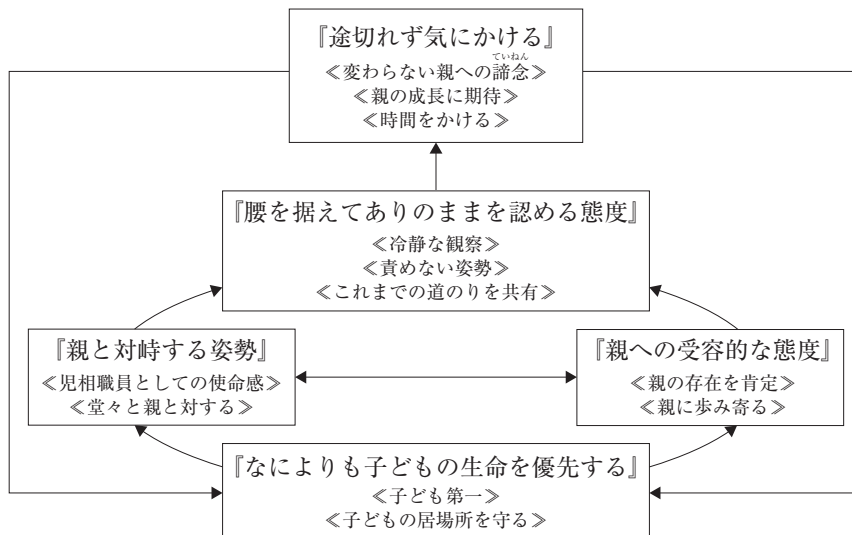 『途切れず気にかける』
≪変わらない親への諦念≫
ていねん
≪親の成長に期待≫
≪時間をかける≫
『腰を据えてありのままを認める態度』
≪冷静な観察≫
≪責めない姿勢≫
≪これまでの道のりを共有≫
『親と対峙する姿勢』
≪児相職員としての使命感≫
≪堂々と親と対する≫
『親への受容的な態度』
≪親の存在を肯定≫
≪親に歩み寄る≫
『なによりも子どもの生命を優先する』
≪子ども第一≫
≪子どもの居場所を守る≫